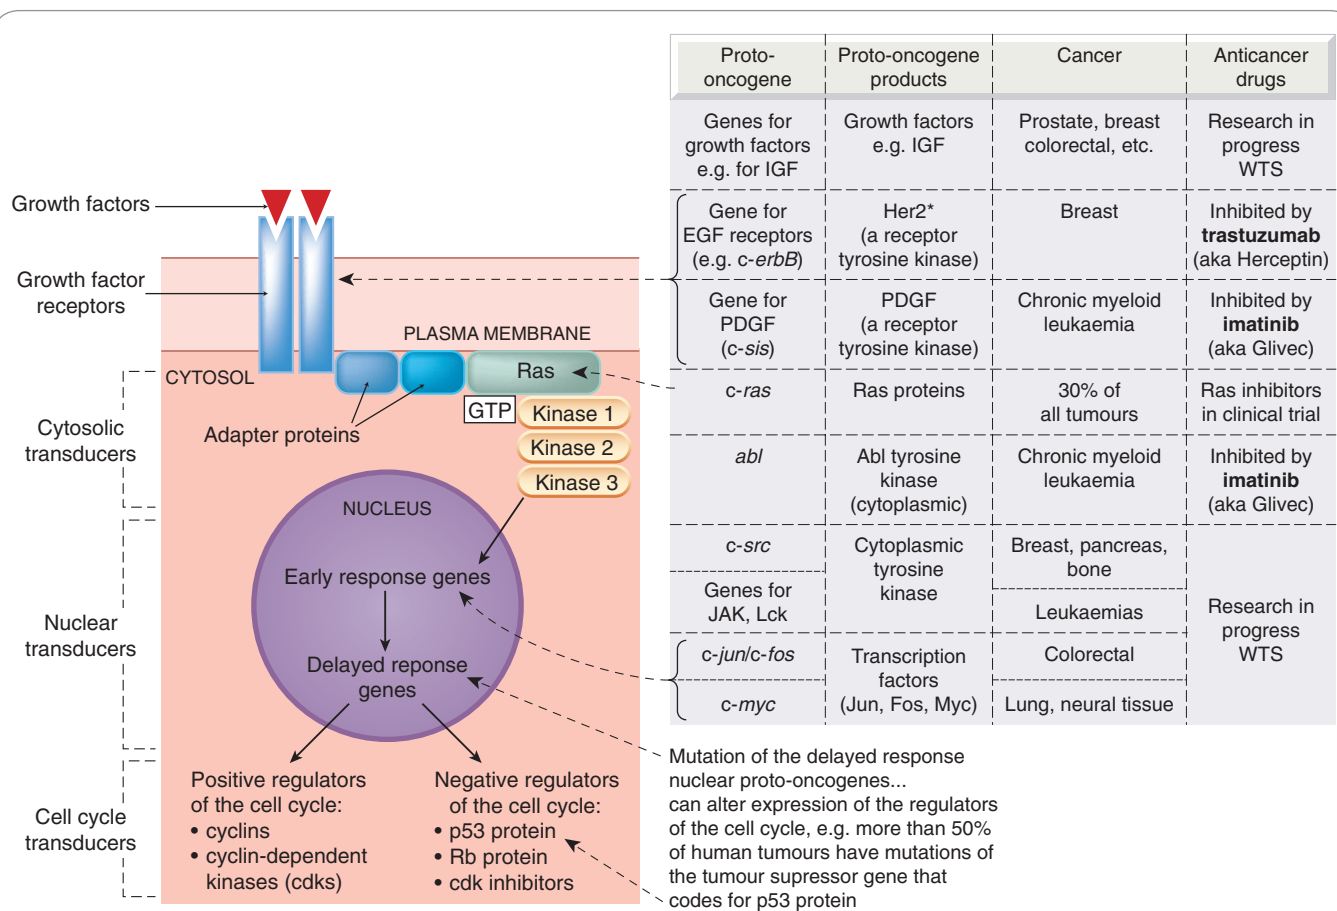 Growth factors
Growth factor
receptors
PLASMA MEMBRANE
CYTOSOL
Ras
GTP
Kinase 1
Kinase 2
Kinase 3
Adapter proteins
Cytosolic
transducers
NUCLEUS
Early response genes
Nuclear
transducers
Delayed reponse
genes
Cell cycle
transducers
Positive regulators
of the cell cycle:
• cyclins
• cyclin-dependent
kinases (cdks)
Negative regulators
of the cell cycle:
• p53 protein
• Rb protein
• cdk inhibitors
Proto-
oncogene
Proto-oncogene
products
Cancer
Anticancer
drugs
Genes for
growth factors
e.g. for IGF
Growth factors
e.g. IGF
Prostate, breast
colorectal, etc.
Research in
progress
WTS
Gene for
EGF receptors
(e.g. c-erbB)
Her2*
(a receptor
tyrosine kinase)
Breast
Inhibited by
trastuzumab
(aka Herceptin)
Gene for
PDGF
(c-sis)
PDGF
(a receptor
tyrosine kinase)
Chronic myeloid
leukaemia
Inhibited by
imatinib
(aka Glivec)
c-ras
Ras proteins
30% of
all tumours
Ras inhibitors
in clinical trial
abl
Abl tyrosine
kinase
(cytoplasmic)
Chronic myeloid
leukaemia
Inhibited by
imatinib
(aka Glivec)
c-src
Cytoplasmic
tyrosine
kinase
Breast, pancreas,
bone
Genes for
JAK, Lck
Leukaemias
Research in
progress
WTS
c-jun/c-fos
Transcription
factors
(Jun, Fos, Myc)
Colorectal
c-myc
Lung, neural tissue
Mutation of the delayed response
nuclear proto-oncogenes...
can alter expression of the regulators
of the cell cycle, e.g. more than 50%
of human tumours have mutations of
the tumour supressor gene that
codes for p53 protein